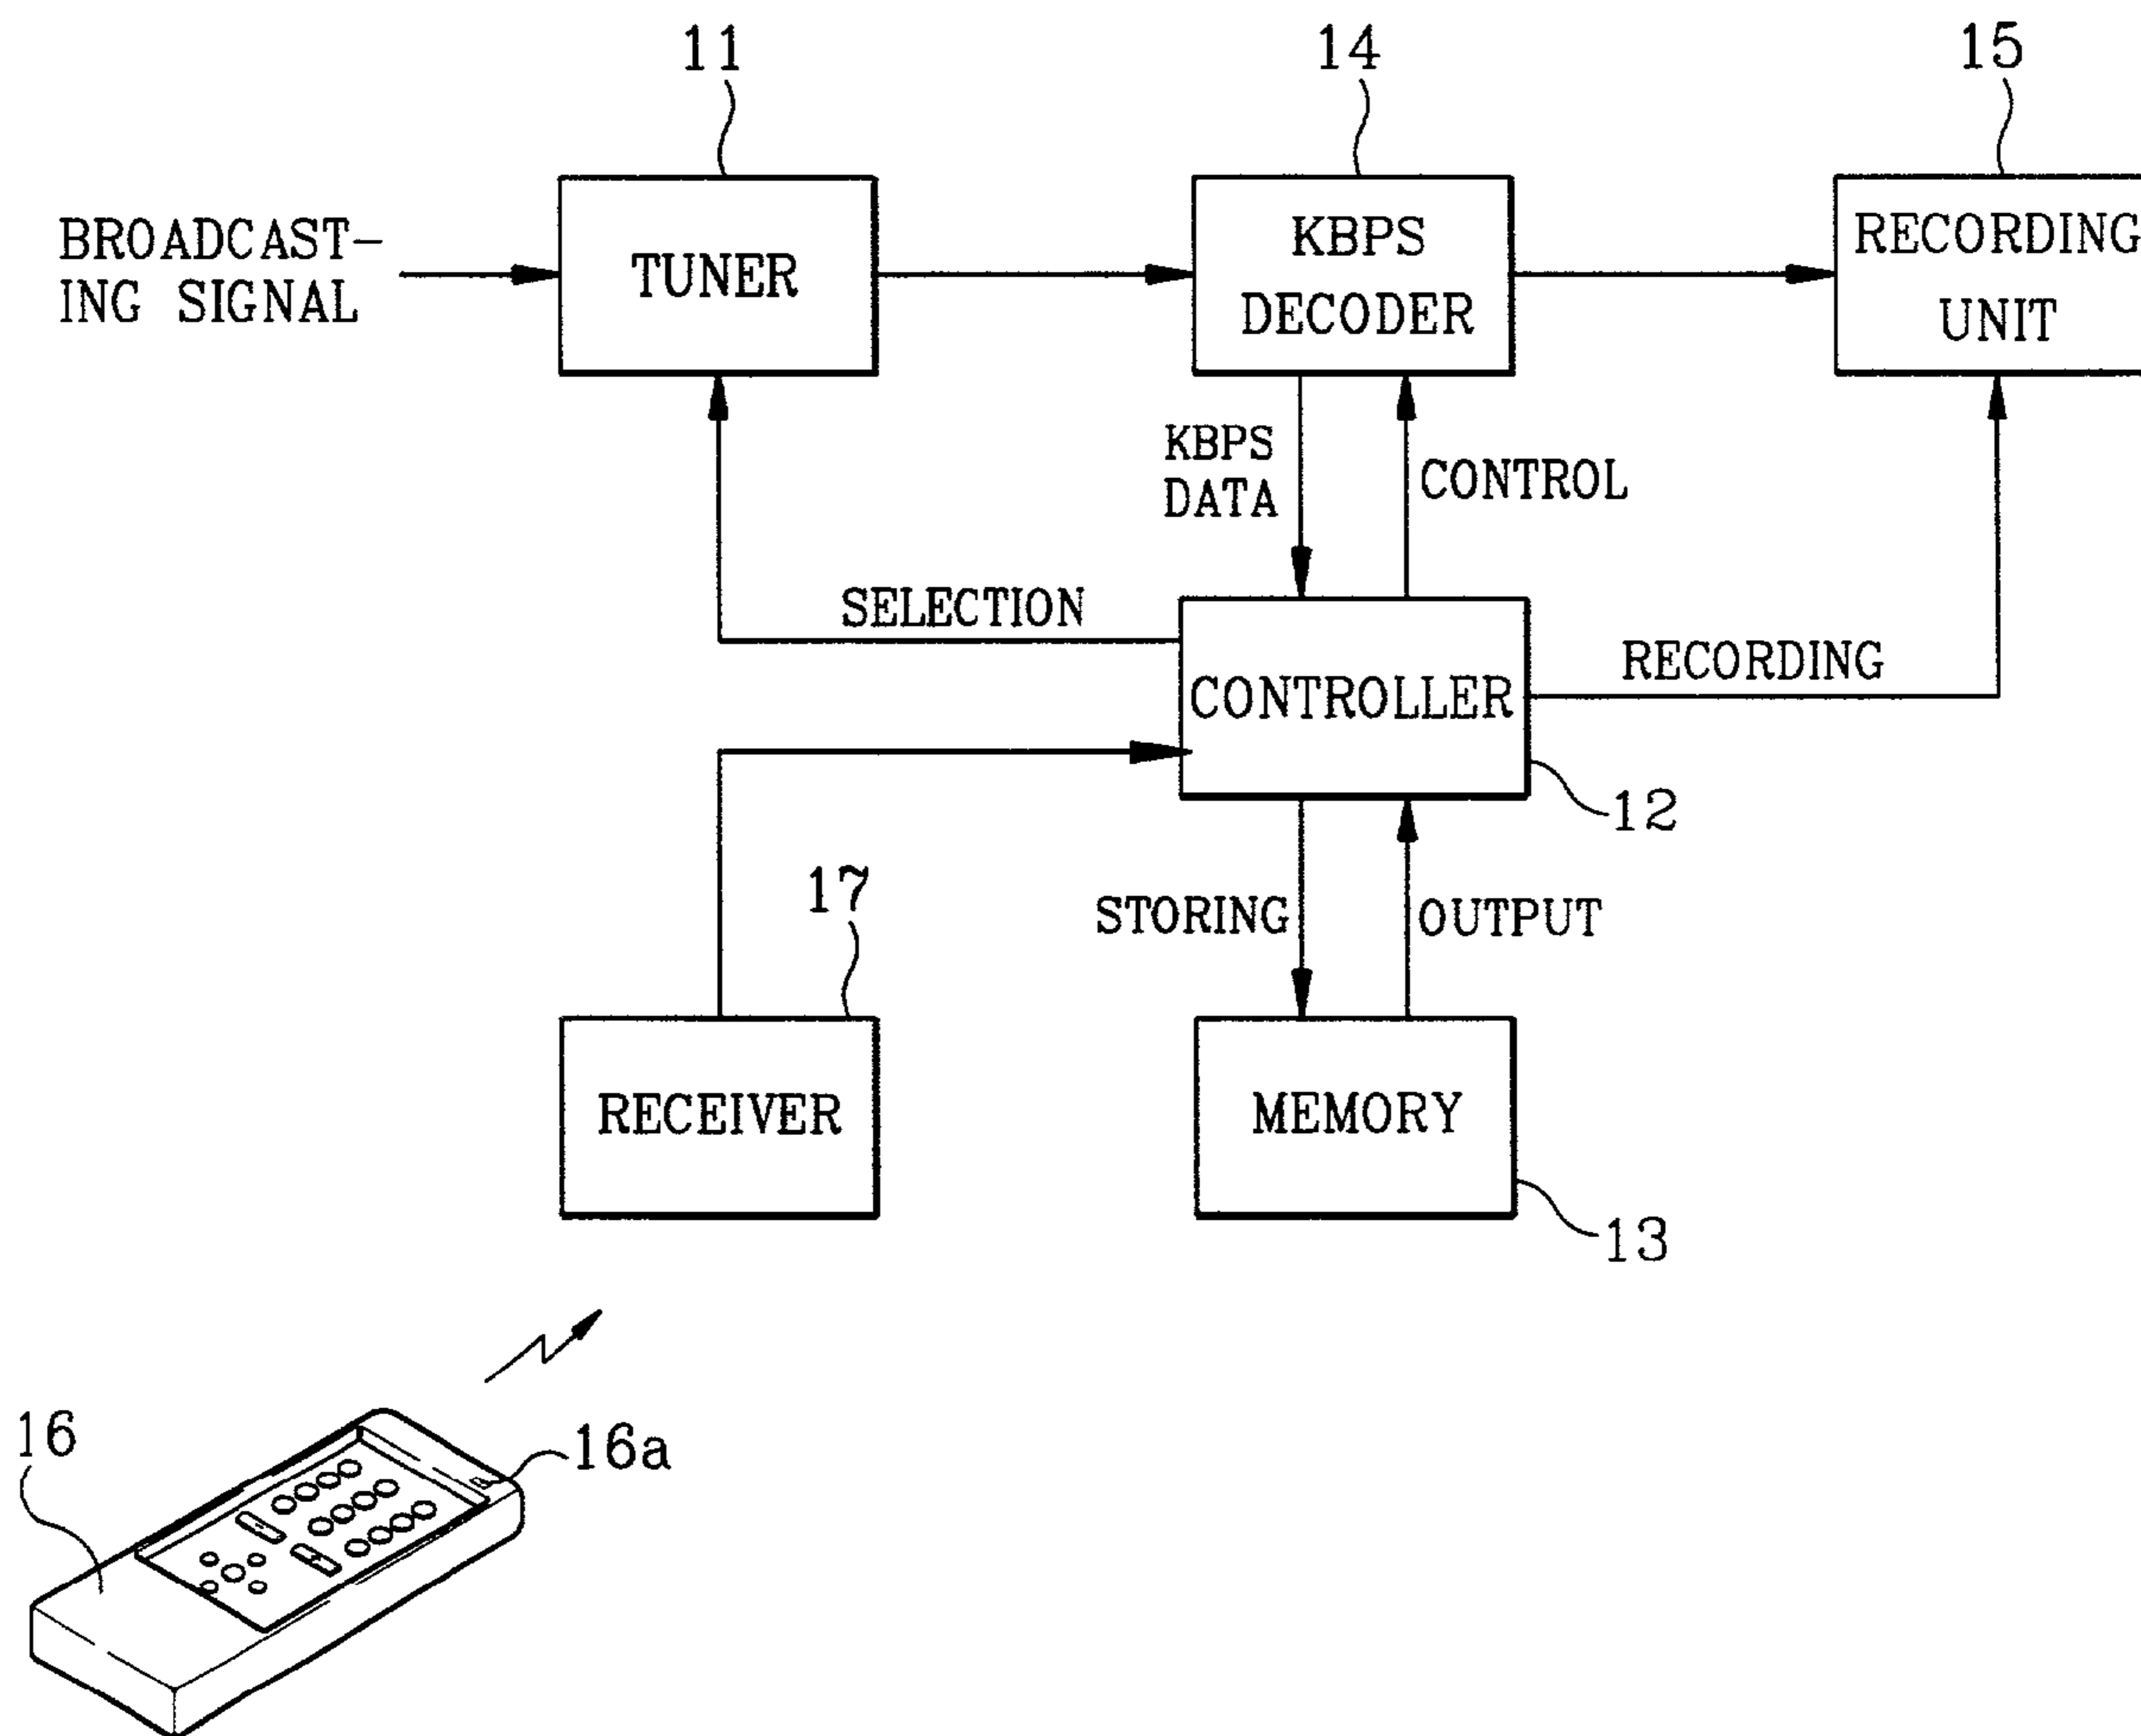 11
14
15
BROADCAST-
ING SIGNAL
TUNER
KBPS
DECODER
RECORDING
UNIT
KBPS
DATA
CONTROL
SELECTION
CONTROLLER
RECORDING
12
17
STORING
OUTPUT
RECEIVER
MEMORY
13
16
16a